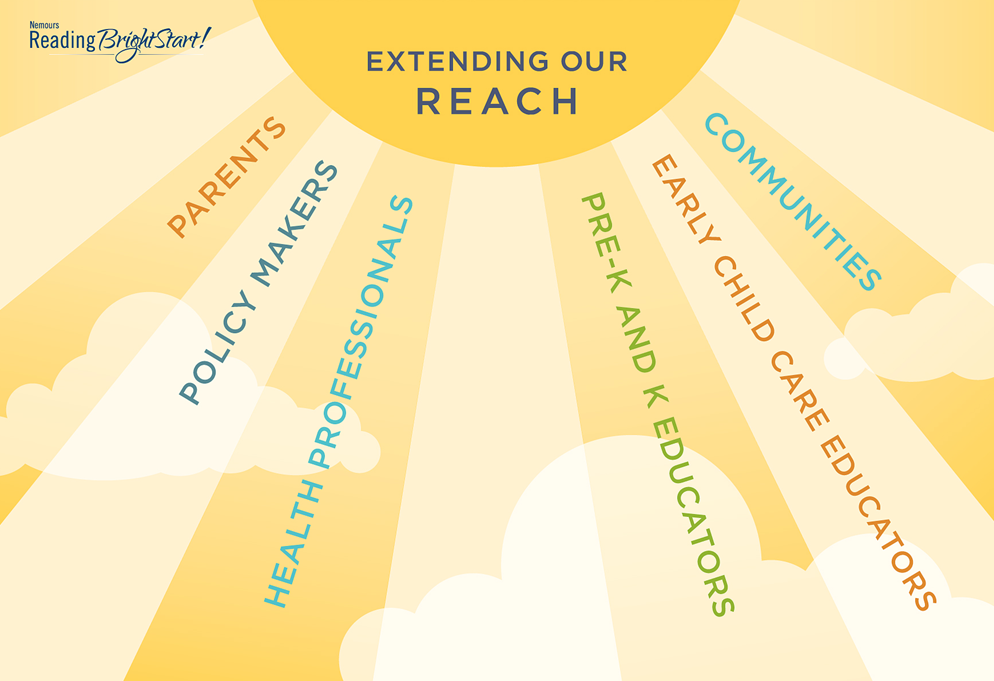 Nemours
Reading BrightStart!
EXTENDING OUR
REACH
PARENTS
POLICY MAKERS
HEALTH PROFESSIONALS
PRE-K AND K EDUCATORS
EARLY CHILD CARE EDUCATORS
COMMUNITIES